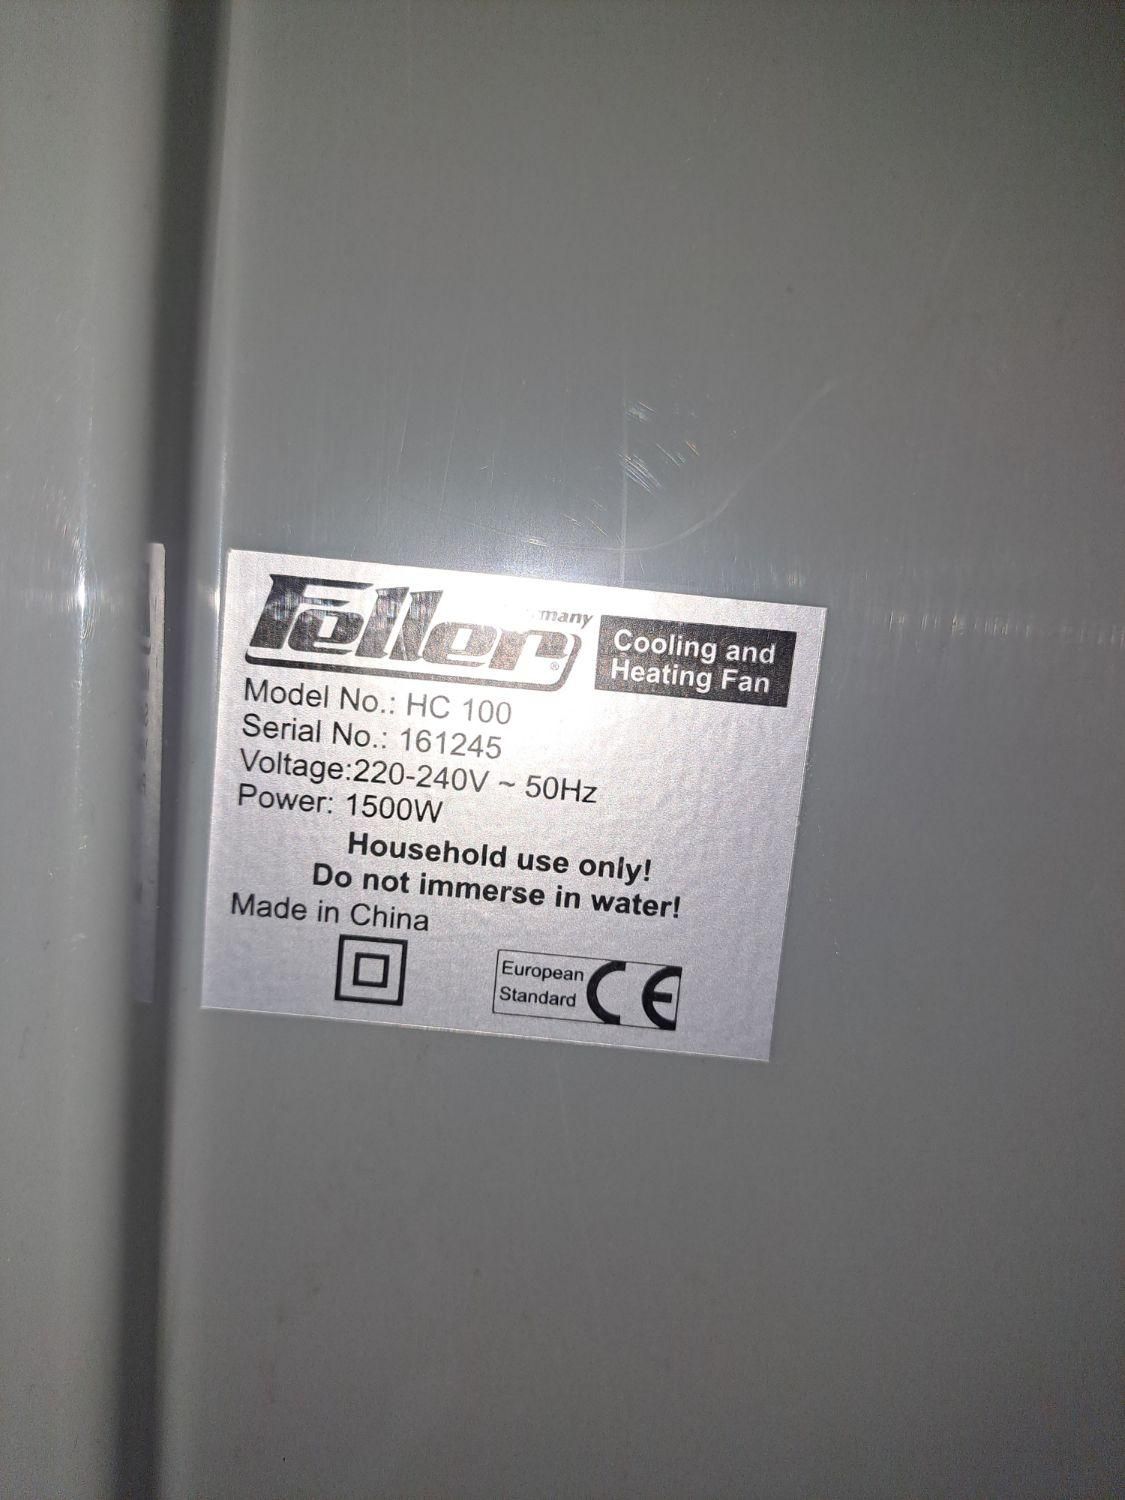 Feller
Cooling and
Heating Fan
Model No.: HC 100
Serial No.: 161245
Voltage:220-240V ~ 50Hz
Power: 1500W
Household use only!
Do not immerse in water!
Made in China
European
Standard
CE